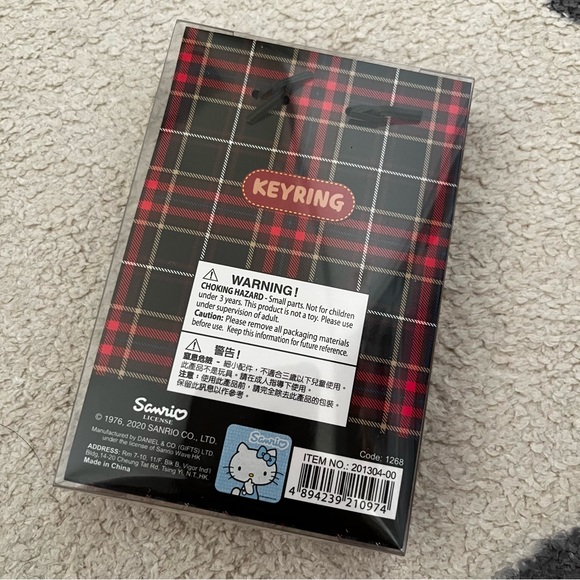 KEYRING
WARNING!
CHOKING HAZARD - Small parts. Not for children
under 3 years. This product is not a toy. Please use
under supervision of adult.
Caution: Please remove all packaging materials
before use. Keep this information for future reference.
警告!
窒息危險 - 細小配件，不適合三歲以下兒童使用。
此產品不是玩具。請在成人指導下使用。
注意：使用此產品前，請完全除去此產品的包裝。
保留此訊息以作參考。
Sanrio
LICENSE
© 1976, 2020 SANRIO CO., LTD.
Manufactured by DANIEL & CO (GIFTS) LTD
under the license of Sanrio Wave HK.
ADDRESS: Rm 7-10, 11/F, Blk B, Vigor Ind'l
Bldg,14-20 Cheung Tat Rd, Tsing Yi, N.T.,HK.
Made in China
Sanrio
Code: 1268
ITEM NO.: 201304-00
4 894239 210974